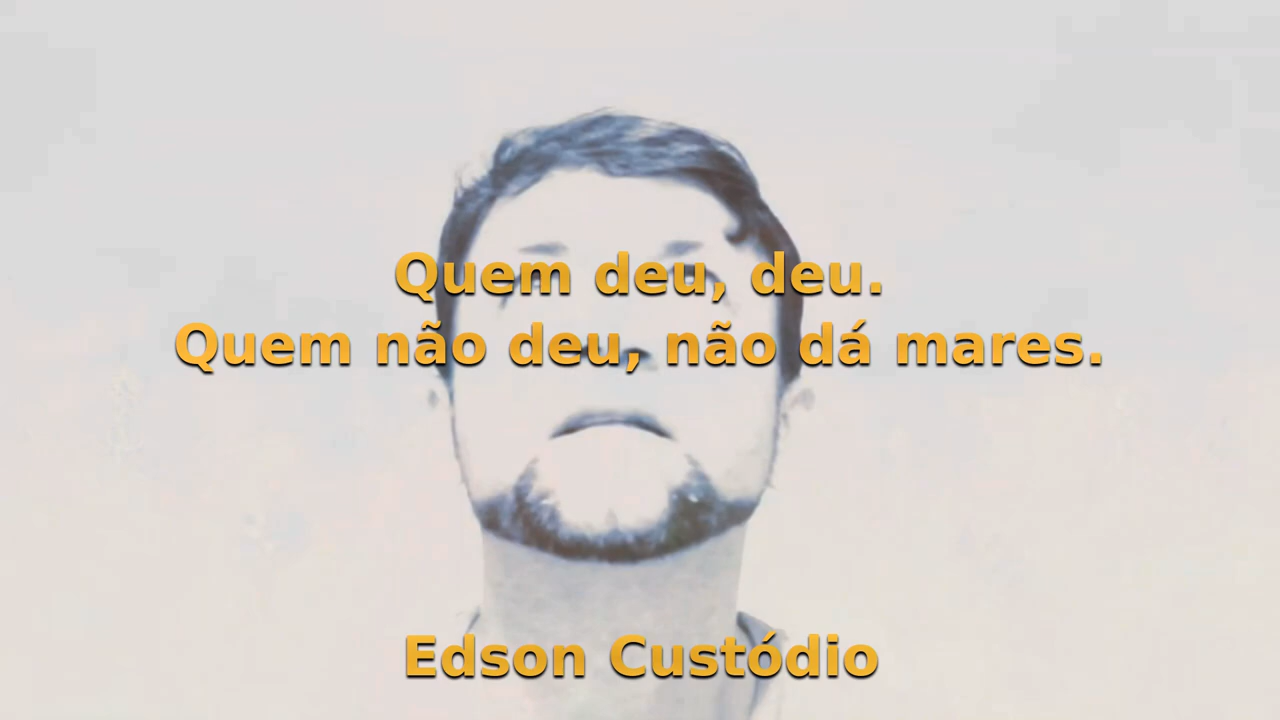 Quem deu, deu.
Quem não deu, não dá mares.
Edson Custódio